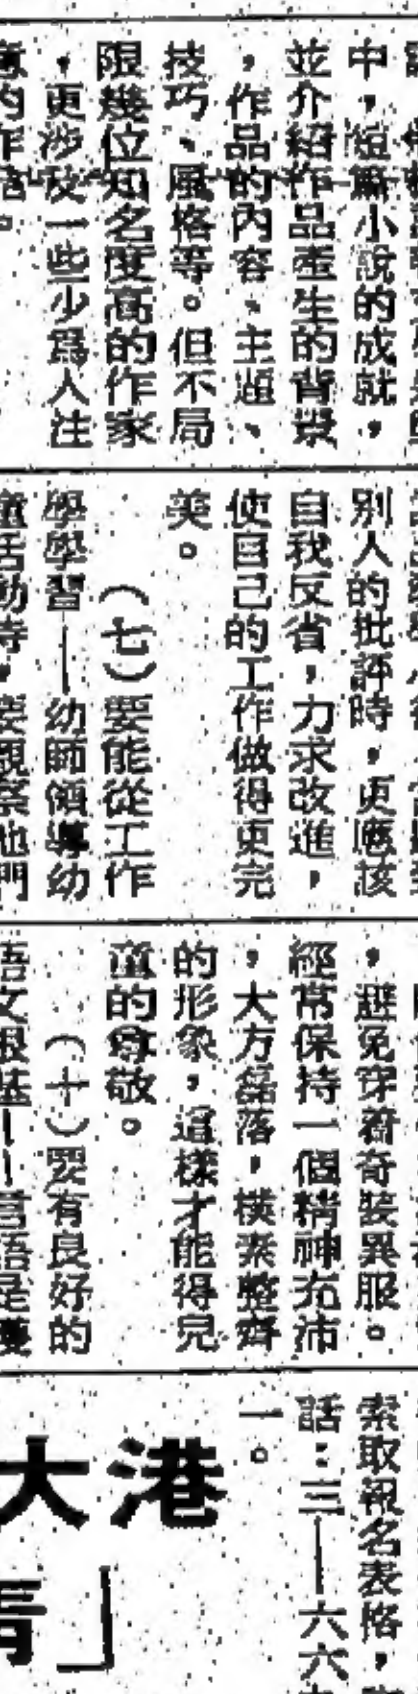 中，短篇小說的成就，
並介紹作品產生的背景
，作品的內容、主題、
技巧、風格等。但不局
限幾位知名度高的作家
，更涉及一些少爲人注
別人的批評時，更應該
自我反省，力求改進，
使自己的工作做得更完
美。
（七）要能從工作
學學習——幼師領導幼
童活動時，要觀察他們
，避免穿着奇裝異服。
經常保持一個精神充沛
，大方磊落，樸素整齊
的形象，這樣才能得兒
童的尊敬。
（十）要有良好的
語文根基——言語是
索取報名表格，
話：三——六六
一。
港大
」